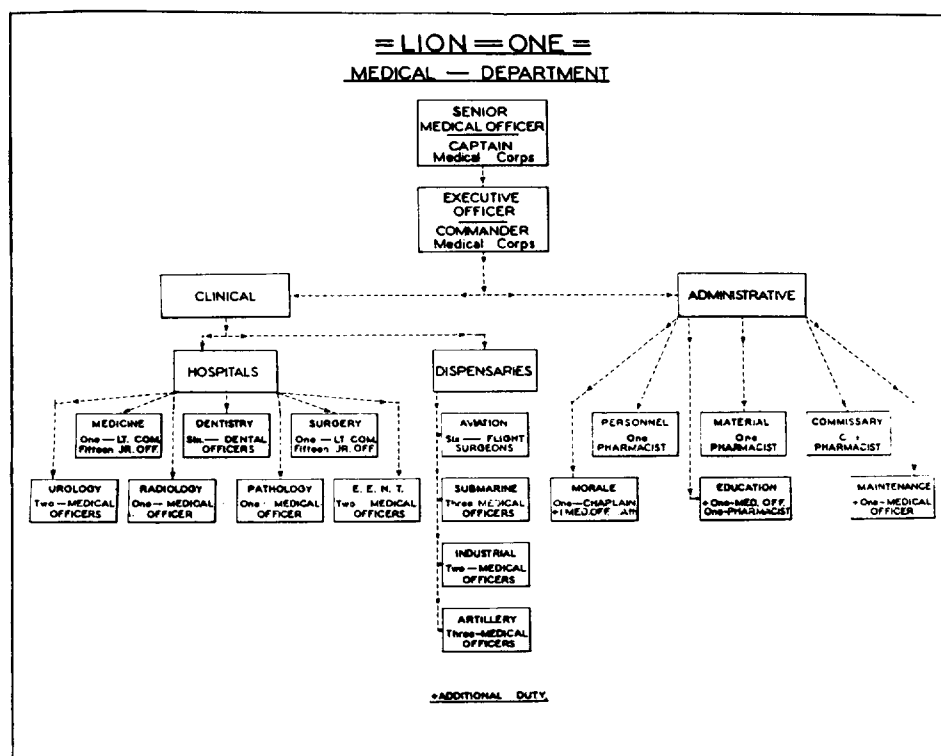 = LION = ONE =
MEDICAL — DEPARTMENT
SENIOR
MEDICAL OFFICER
CAPTAIN
Medical Corps
EXECUTIVE
OFFICER
COMMANDER
Medical Corps
CLINICAL
ADMINISTRATIVE
HOSPITALS
DISPENSARIES
MEDICINE
One — LT. COM.
Fifteen JR. OFF.
DENTISTRY
Six — DENTAL
OFFICERS
SURGERY
One — LT. COM.
Fifteen JR. OFF.
AVIATION
Six — FLIGHT
SURGEONS
PERSONNEL
One
PHARMACIST
MATERIAL
One
PHARMACIST
COMMISSARY
PHARMACIST
UROLOGY
Two — MEDICAL
OFFICERS
RADIOLOGY
One — MEDICAL
OFFICER
PATHOLOGY
One MEDICAL
OFFICER
E. E. N. T.
Two MEDICAL
OFFICERS
SUBMARINE
Three MEDICAL
OFFICERS
MORALE
One—CHAPLAIN
MED. OFF.
EDUCATION
+One—MED. OFF.
One—PHARMACIST
MAINTENANCE
+One—MEDICAL
OFFICER
INDUSTRIAL
Two — MEDICAL
OFFICERS
ARTILLERY
Three—MEDICAL
OFFICERS
+ADDITIONAL DUTY.